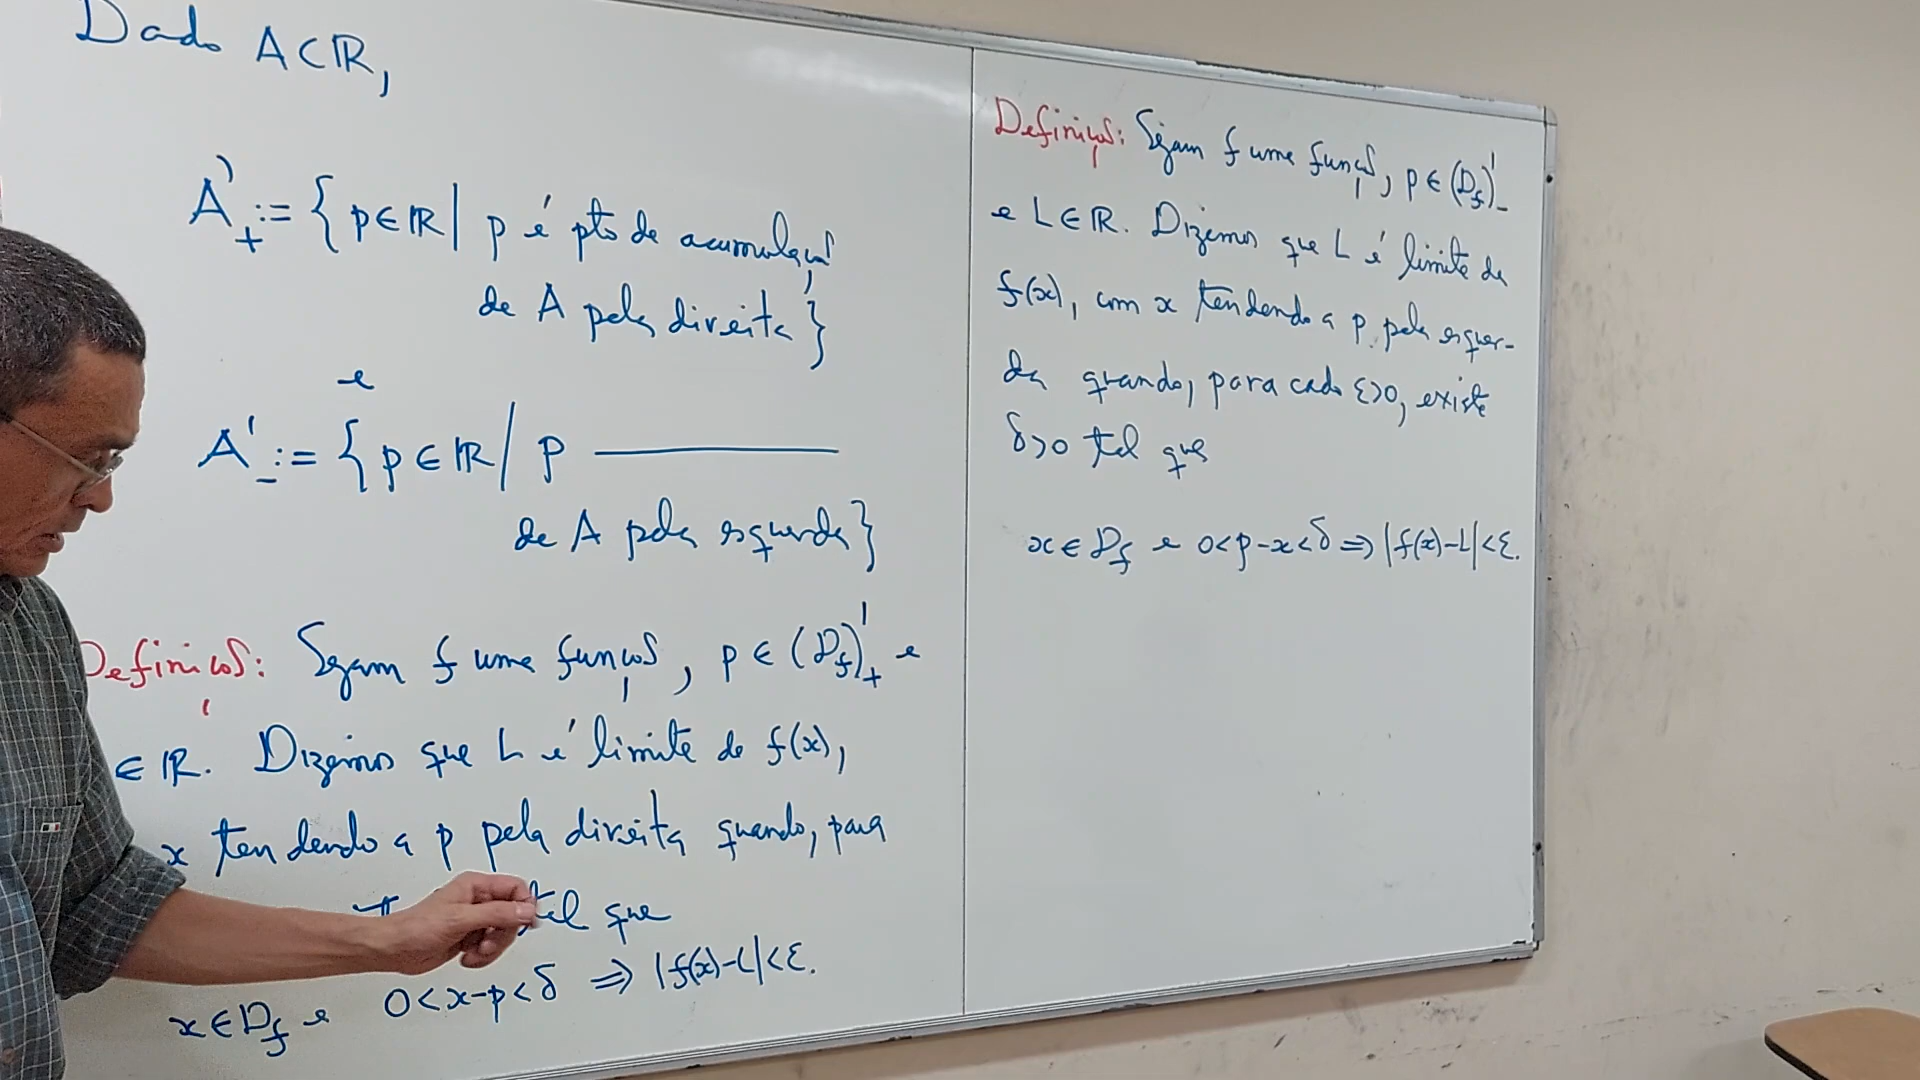 Dado A⊂ℝ,
A'₊ := { p∈ℝ | p é pto de acumulação
de A pela direita }
e
A'₋ := { p∈ℝ | p ————
de A pela esquerda }
Definição: Sejam f uma função, p∈(D_f)'₊ e
∈ℝ. Dizemos que L é limite de f(x),
x tendendo a p pela direita quando, para
tal que
x∈D_f e 0<x-p<δ ⇒ |f(x)-L|<ε.
Definição: Sejam f uma função, p∈(D_f)'₋
e L∈ℝ. Dizemos que L é limite de
f(x), com x tendendo a p pela esquer-
da quando, para cada ε>0, existe
δ>0 tal que
x∈D_f e 0<p-x<δ ⇒ |f(x)-L|<ε.